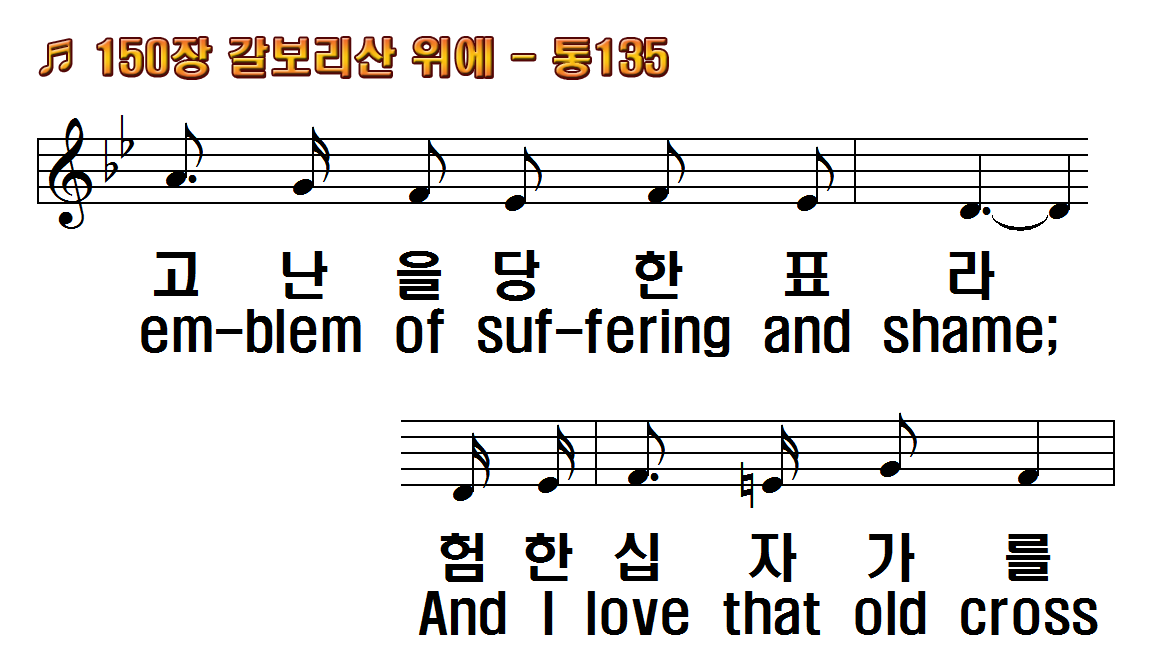 ♬ 150장 갈보리산 위에 - 통135
고 난 을 당 한 표 라
em-blem of suf-fering and shame;
험 한 십 자 가 를
And I love that old cross